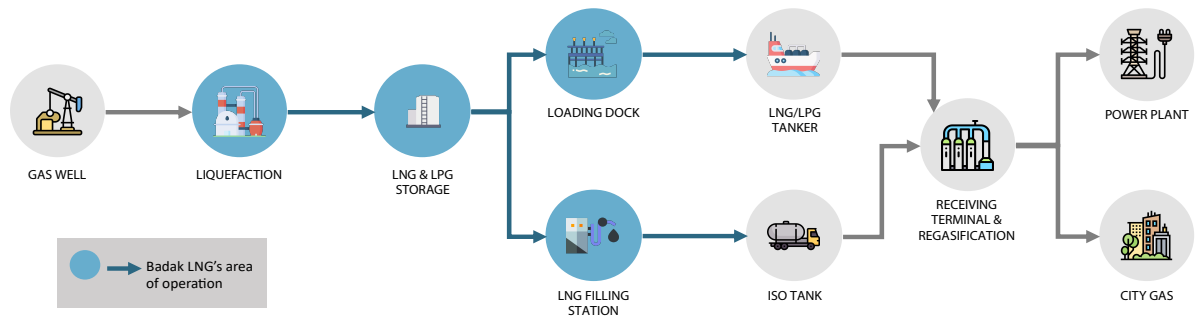 GAS WELL
LIQUEFACTION
LNG & LPG
STORAGE
LOADING DOCK
LNG/LPG
TANKER
LNG FILLING
STATION
ISO TANK
RECEIVING
TERMINAL &
REGASIFICATION
POWER PLANT
CITY GAS
Badak LNG’s area
of operation